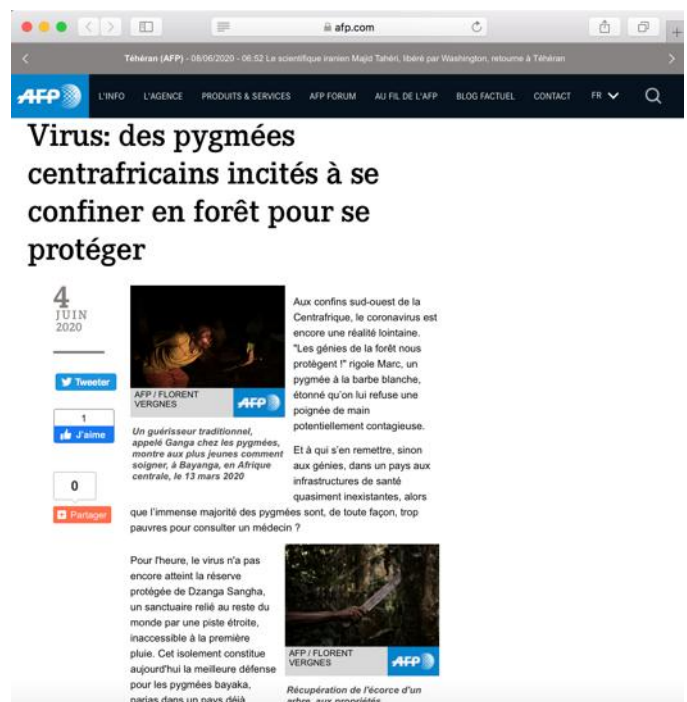 afp.com
Téhéran (AFP) - 08/06/2020 - 06:52 Le scientifique iranien Majid Tahéri, libéré par Washington, retourne à Téhéran
AFP
L'INFO L'AGENCE PRODUITS & SERVICES AFP FORUM AU FIL DE L'AFP BLOG FACTUEL CONTACT FR
Virus: des pygmées
centrafricains incités à se
confiner en forêt pour se
protéger
4
JUIN
2020
Tweeter
1
J'aime
0
Partager
AFP / FLORENT
VERGNES
AFP
Un guérisseur traditionnel,
appelé Ganga chez les pygmées,
montre aux plus jeunes comment
soigner, à Bayanga, en Afrique
centrale, le 13 mars 2020
Aux confins sud-ouest de la
Centrafrique, le coronavirus est
encore une réalité lointaine.
"Les génies de la forêt nous
protègent !" rigole Marc, un
pygmée à la barbe blanche,
étonné qu'on lui refuse une
poignée de main
potentiellement contagieuse.
Et à qui s'en remettre, sinon
aux génies, dans un pays aux
infrastructures de santé
quasiment inexistantes, alors
que l'immense majorité des pygmées sont, de toute façon, trop
pauvres pour consulter un médecin ?
Pour l'heure, le virus n'a pas
encore atteint la réserve
protégée de Dzanga Sangha,
un sanctuaire relié au reste du
monde par une piste étroite,
inaccessible à la première
pluie. Cet isolement constitue
aujourd'hui la meilleure défense
pour les pygmées bayaka,
parias dans un pays déjà
AFP / FLORENT
VERGNES
AFP
Récupération de l'écorce d'un
arbre, aux propriétés